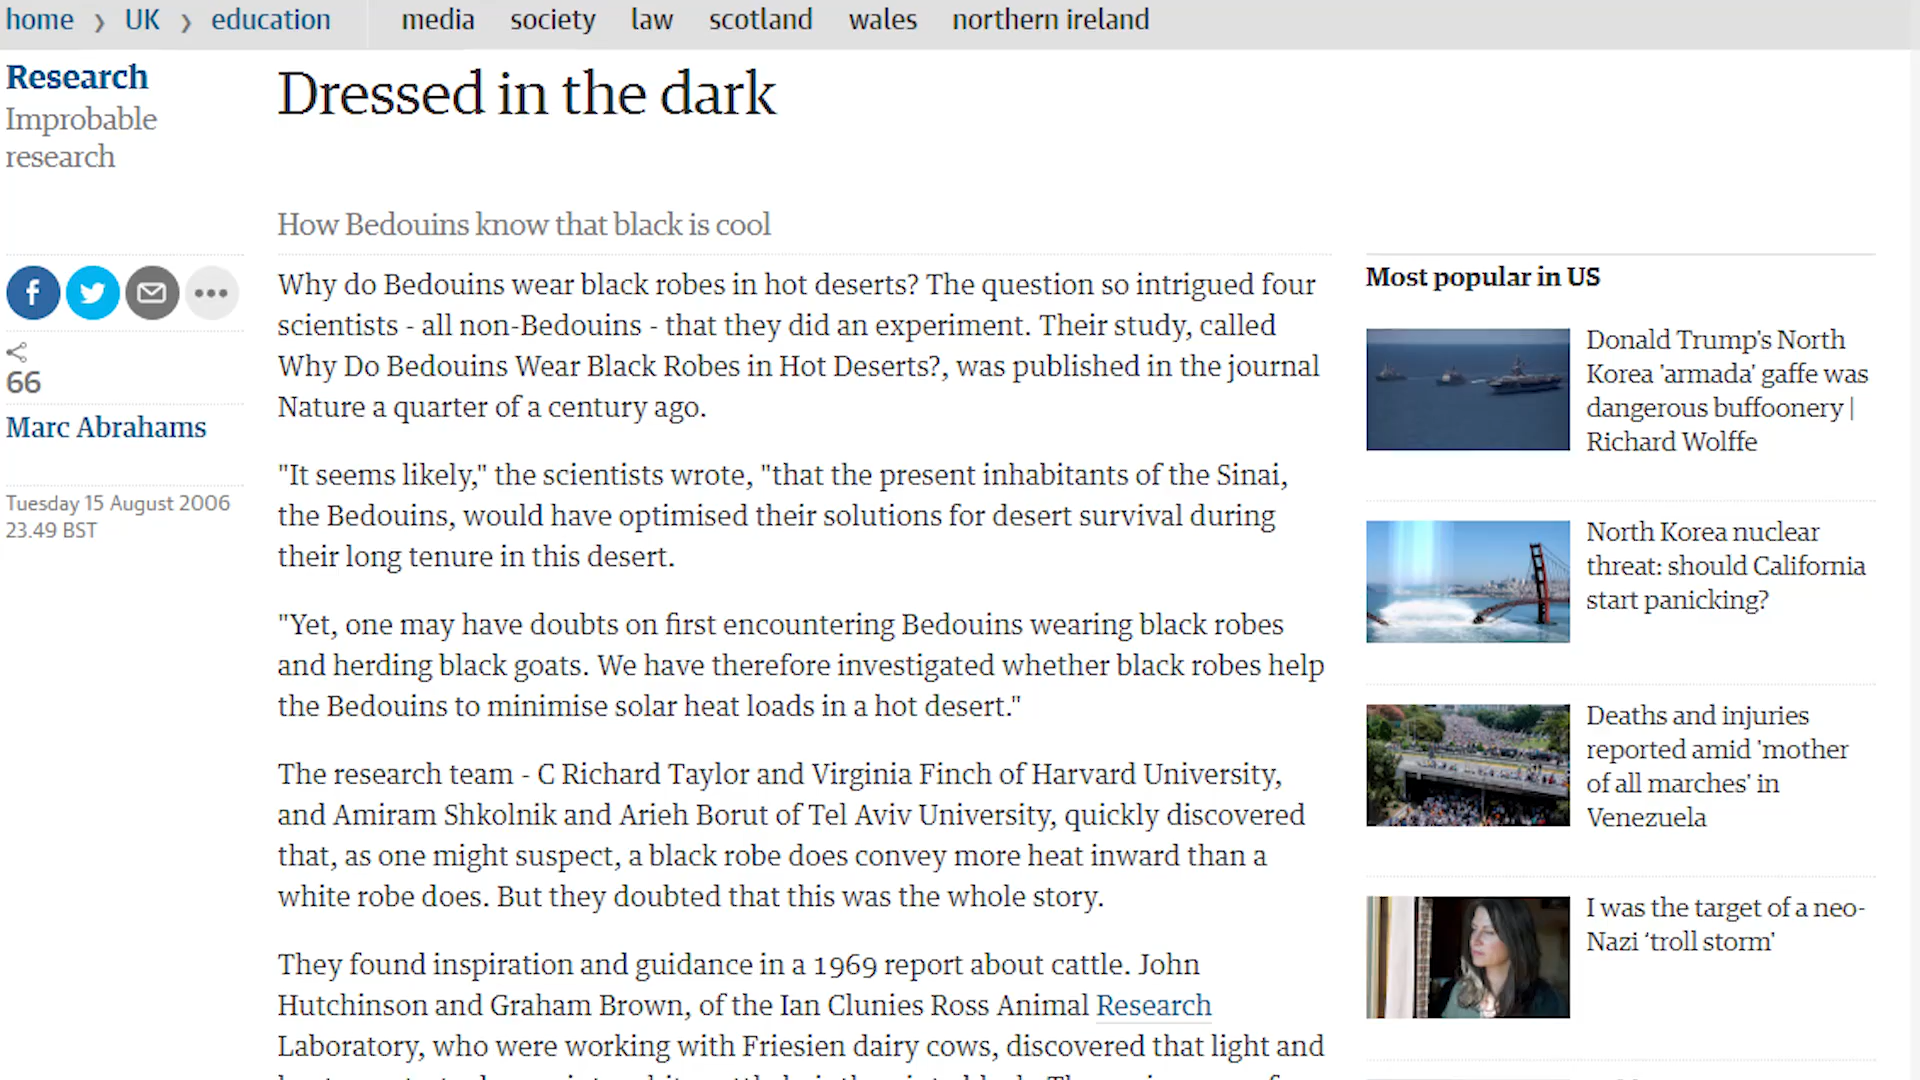 home › UK › education media society law scotland wales northern ireland
Research
Improbable
research
Dressed in the dark
How Bedouins know that black is cool
66
Marc Abrahams
Tuesday 15 August 2006
23.49 BST
Why do Bedouins wear black robes in hot deserts? The question so intrigued four
scientists - all non-Bedouins - that they did an experiment. Their study, called
Why Do Bedouins Wear Black Robes in Hot Deserts?, was published in the journal
Nature a quarter of a century ago.
"It seems likely," the scientists wrote, "that the present inhabitants of the Sinai,
the Bedouins, would have optimised their solutions for desert survival during
their long tenure in this desert.
"Yet, one may have doubts on first encountering Bedouins wearing black robes
and herding black goats. We have therefore investigated whether black robes help
the Bedouins to minimise solar heat loads in a hot desert."
The research team - C Richard Taylor and Virginia Finch of Harvard University,
and Amiram Shkolnik and Arieh Borut of Tel Aviv University, quickly discovered
that, as one might suspect, a black robe does convey more heat inward than a
white robe does. But they doubted that this was the whole story.
They found inspiration and guidance in a 1969 report about cattle. John
Hutchinson and Graham Brown, of the Ian Clunies Ross Animal Research
Laboratory, who were working with Friesien dairy cows, discovered that light and
Most popular in US
Donald Trump's North
Korea 'armada' gaffe was
dangerous buffoonery |
Richard Wolffe
North Korea nuclear
threat: should California
start panicking?
Deaths and injuries
reported amid 'mother
of all marches' in
Venezuela
I was the target of a neo-
Nazi ‘troll storm’